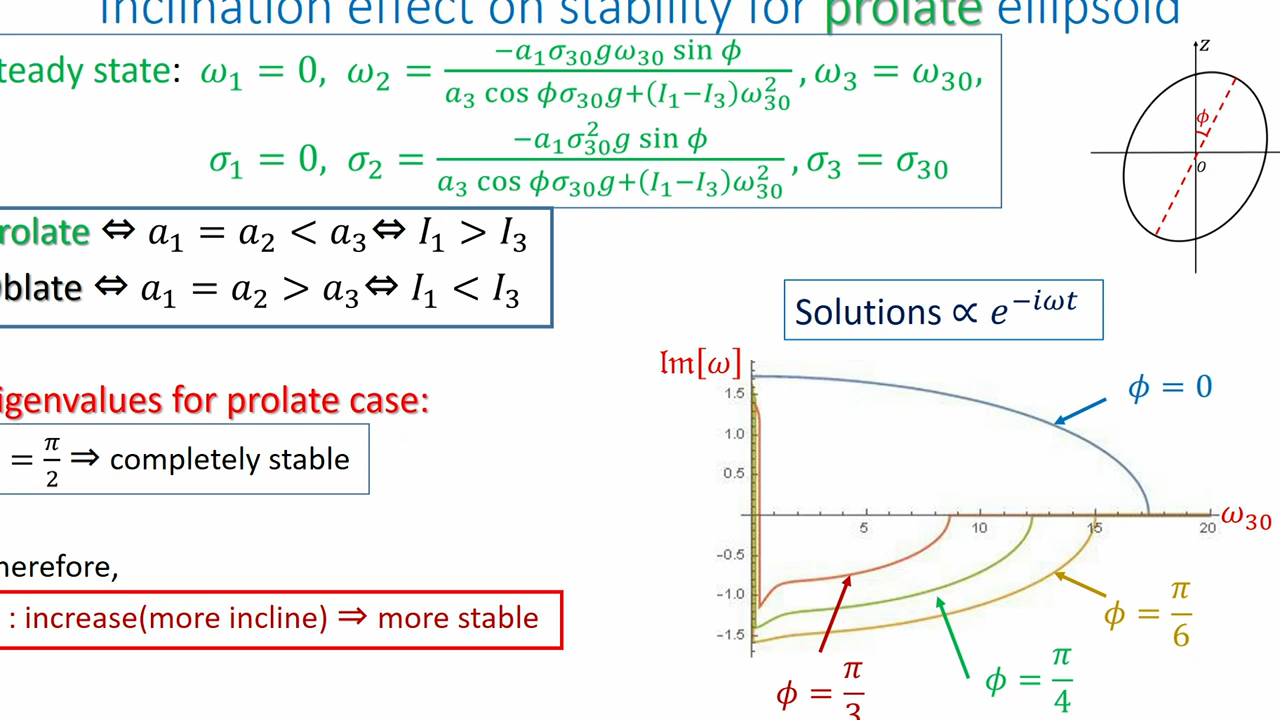 Inclination effect on stability for prolate ellipsoid
teady state: ω₁ = 0, ω₂ = −a₁σ₃₀gω₃₀ sin ϕ / a₃ cos ϕσ₃₀g+(I₁−I₃)ω₃₀², ω₃ = ω₃₀,
σ₁ = 0, σ₂ = −a₁σ₃₀²g sin ϕ / a₃ cos ϕσ₃₀g+(I₁−I₃)ω₃₀², σ₃ = σ₃₀
z
ϕ
o
rolate ⇔ a₁ = a₂ < a₃ ⇔ I₁ > I₃
blate ⇔ a₁ = a₂ > a₃ ⇔ I₁ < I₃
Solutions ∝ e^{−iωt}
igenvalues for prolate case:
= π/2 ⇒ completely stable
herefore,
: increase(more incline) ⇒ more stable
Im[ω]
1.5
1.0
0.5
-0.5
-1.0
-1.5
5 10 15 20
ω₃₀
ϕ = 0
ϕ = π/6
ϕ = π/4
ϕ = π/3